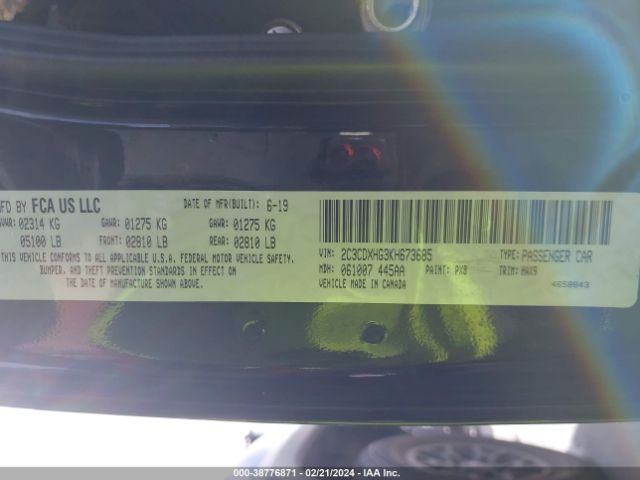 MFD BY FCA US LLC DATE OF MFR(BUILT): 6-19
GVWR: 02314 KG GAWR: 01275 KG GAWR: 01275 KG
05100 LB FRONT: 02810 LB REAR: 02810 LB
THIS VEHICLE CONFORMS TO ALL APPLICABLE U.S.A. FEDERAL MOTOR VEHICLE SAFETY,
BUMPER, AND THEFT PREVENTION STANDARDS IN EFFECT ON
THE DATE OF MANUFACTURE SHOWN ABOVE.
VIN: 2C3CDXHG3KH673685 TYPE: PASSENGER CAR
MDH: 061007 445AA PAINT: PX8 TRIM: MAX9
VEHICLE MADE IN CANADA 4658843
000-38776871 - 02/21/2024 - IAA Inc.